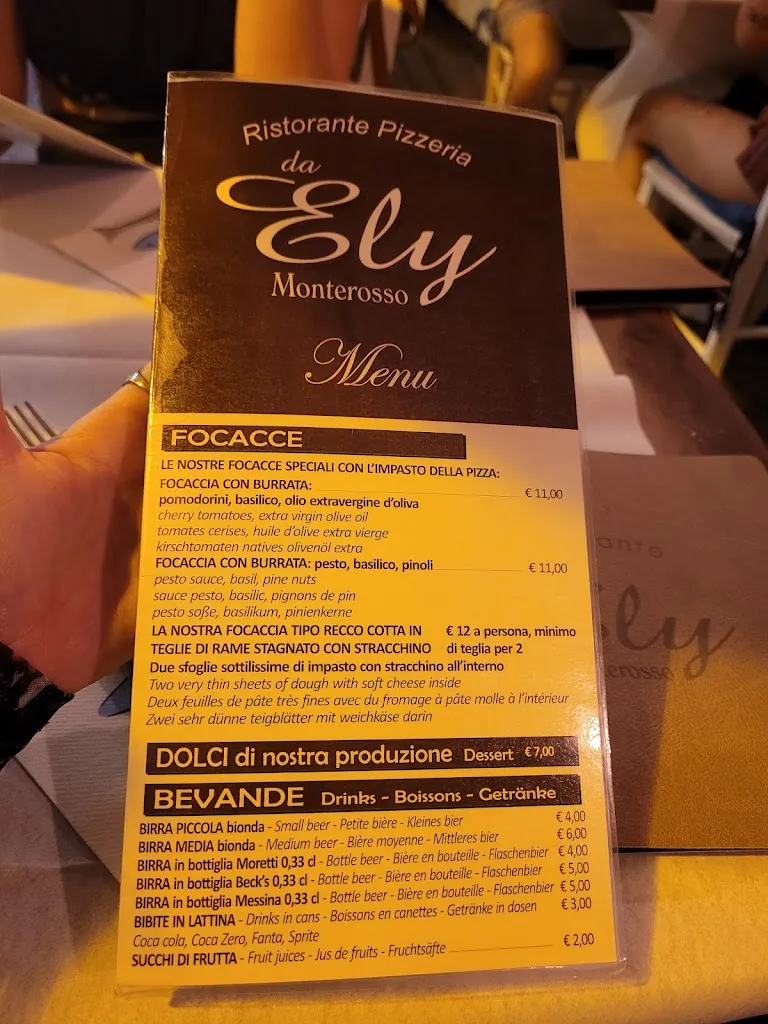 Ristorante Pizzeria
da
Ely
Monterosso
Menu
FOCACCE
LE NOSTRE FOCACCE SPECIALI CON L'IMPASTO DELLA PIZZA:
FOCACCIA CON BURRATA:
pomodorini, basilico, olio extravergine d'oliva € 11,00
cherry tomatoes, extra virgin olive oil
tomates cerises, huile d'olive extra vierge
kirschtomaten natives olivenöl extra
FOCACCIA CON BURRATA: pesto, basilico, pinoli € 11,00
pesto sauce, basil, pine nuts
sauce pesto, basilic, pignons de pin
pesto soße, basilikum, pinienkerne
LA NOSTRA FOCACCIA TIPO RECCO COTTA IN € 12 a persona, minimo
TEGLIE DI RAME STAGNATO CON STRACCHINO di teglia per 2
Due sfoglie sottilissime di impasto con stracchino all'interno
Two very thin sheets of dough with soft cheese inside
Deux feuilles de pâte très fines avec du fromage à pâte molle à l'intérieur
Zwei sehr dünne teigblätter mit weichkäse darin
DOLCI di nostra produzione Dessert € 7,00
BEVANDE Drinks - Boissons - Getränke
BIRRA PICCOLA bionda - Small beer - Petite bière - Kleines bier € 4,00
BIRRA MEDIA bionda - Medium beer - Bière moyenne - Mittleres bier € 6,00
BIRRA in bottiglia Moretti 0,33 cl - Bottle beer - Bière en bouteille - Flaschenbier € 4,00
BIRRA in bottiglia Beck's 0,33 cl - Bottle beer - Bière en bouteille - Flaschenbier € 5,00
BIRRA in bottiglia Messina 0,33 cl - Bottle beer - Bière en bouteille - Flaschenbier € 5,00
BIBITE IN LATTINA - Drinks in cans - Boissons en canettes - Getränke in dosen € 3,00
Coca cola, Coca Zero, Fanta, Sprite
SUCCHI DI FRUTTA - Fruit juices - Jus de fruits - Fruchtsäfte € 2,00